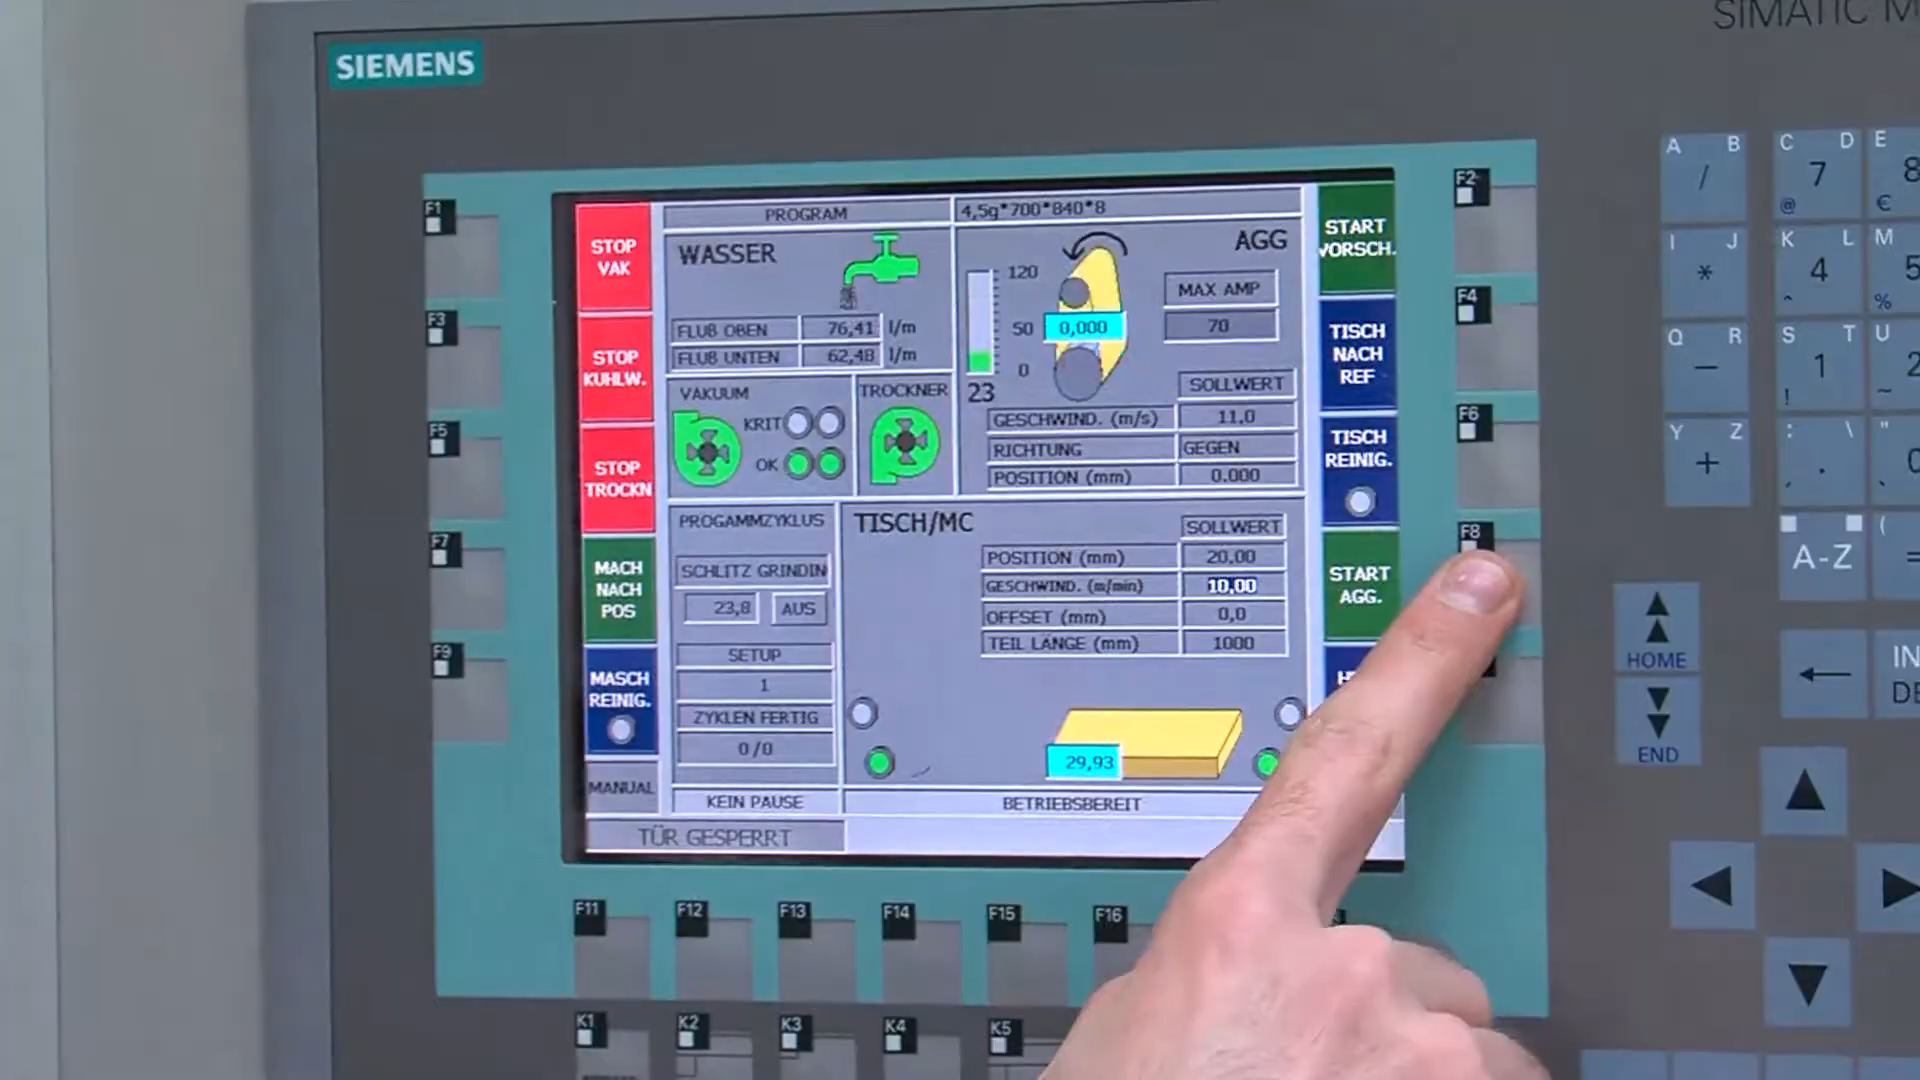 SIMATIC M
SIEMENS
F1
F3
F5
F7
F9
STOP
VAK
STOP
KUHLW.
STOP
TROCKN
MACH
NACH
POS
MASCH
REINIG.
MANUAL
PROGRAM
4,5g*700*840*8
WASSER
FLUß OBEN 76,41 l/m
FLUß UNTEN 62,48 l/m
VAKUUM
KRIT
OK
TROCKNER
AGG
120
50
0
23
0,000
MAX AMP
70
SOLLWERT
GESCHWIND. (m/s) 11,0
RICHTUNG GEGEN
POSITION (mm) 0.000
PROGAMMZYKLUS
SCHLITZ GRINDIN
23,8 AUS
SETUP
1
ZYKLEN FERTIG
0/0
KEIN PAUSE
TISCH/MC
SOLLWERT
POSITION (mm) 20,00
GESCHWIND. (m/min) 10,00
OFFSET (mm) 0,0
TEIL LÄNGE (mm) 1000
29,93
BETRIEBSBEREIT
TÜR GESPERRT
START
VORSCH.
TISCH
NACH
REF
TISCH
REINIG.
START
AGG.
F2
F4
F6
F8
F11 F12 F13 F14 F15 F16
K1 K2 K3 K4 K5
A B
/
C D
7
@
E
8
€
I J
*
K L
4
^
M
5
%
Q R
–
S T
1
!
U
2
~
Y Z
+
: \
.
,
"
0
A-Z
(
=
HOME
END
IN
DE